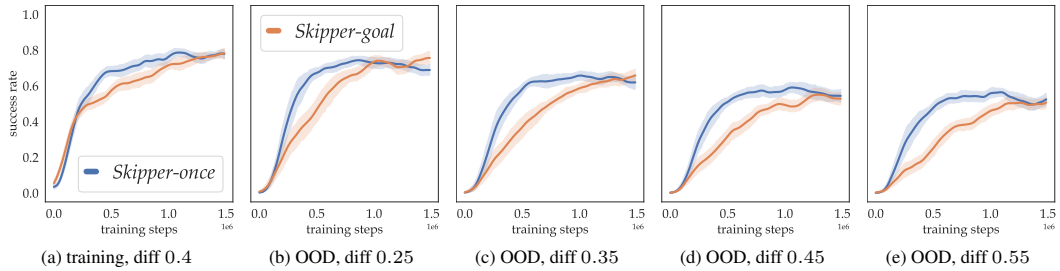 Skipper-goal
Skipper-once
success rate
1.0
0.8
0.6
0.4
0.2
0.0
0.0 0.5 1.0 1.5
training steps 1e6
0.0 0.5 1.0 1.5
training steps 1e6
0.0 0.5 1.0 1.5
training steps 1e6
0.0 0.5 1.0 1.5
training steps 1e6
0.0 0.5 1.0 1.5
training steps 1e6
(a) training, diff 0.4
(b) OOD, diff 0.25
(c) OOD, diff 0.35
(d) OOD, diff 0.45
(e) OOD, diff 0.55